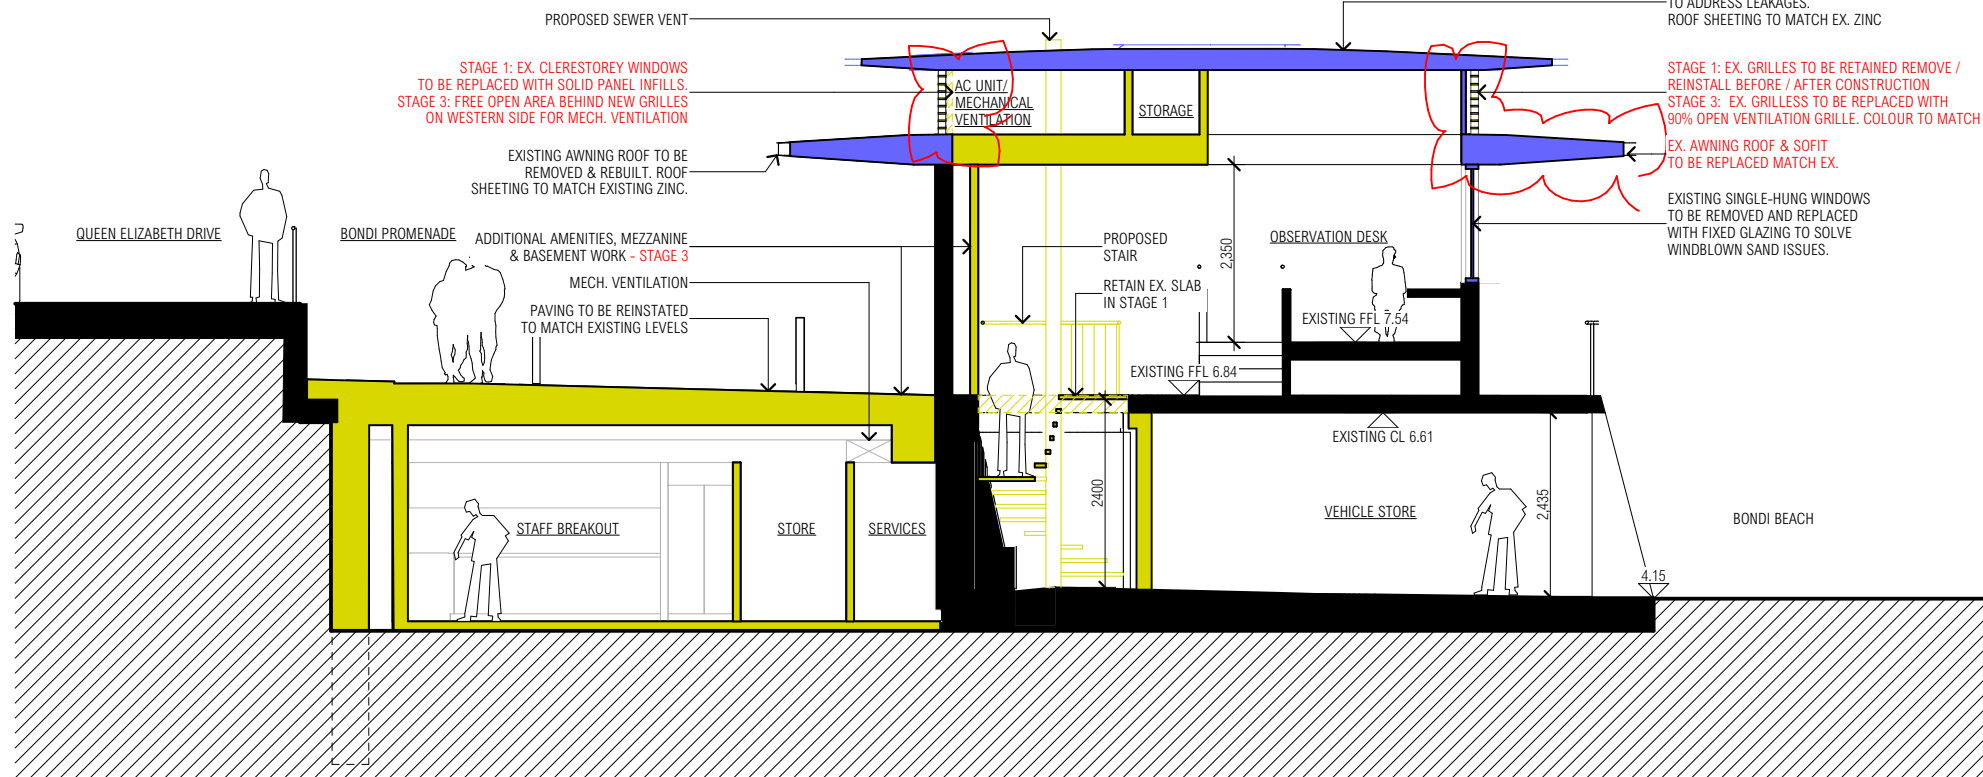 PROPOSED SEWER VENT
TO ADDRESS LEAKAGES.
ROOF SHEETING TO MATCH EX. ZINC
STAGE 1: EX. CLERESTOREY WINDOWS
TO BE REPLACED WITH SOLID PANEL INFILLS.
STAGE 3: FREE OPEN AREA BEHIND NEW GRILLES
ON WESTERN SIDE FOR MECH. VENTILATION
AC UNIT/
MECHANICAL
VENTILATION
STORAGE
STAGE 1: EX. GRILLES TO BE RETAINED REMOVE /
REINSTALL BEFORE / AFTER CONSTRUCTION
STAGE 3: EX. GRILLESS TO BE REPLACED WITH
90% OPEN VENTILATION GRILLE. COLOUR TO MATCH
EX. AWNING ROOF & SOFIT
TO BE REPLACED MATCH EX.
EXISTING AWNING ROOF TO BE
REMOVED & REBUILT. ROOF
SHEETING TO MATCH EXISTING ZINC.
EXISTING SINGLE-HUNG WINDOWS
TO BE REMOVED AND REPLACED
WITH FIXED GLAZING TO SOLVE
WINDBLOWN SAND ISSUES.
QUEEN ELIZABETH DRIVE
BONDI PROMENADE
ADDITIONAL AMENITIES, MEZZANINE
& BASEMENT WORK - STAGE 3
MECH. VENTILATION
PAVING TO BE REINSTATED
TO MATCH EXISTING LEVELS
PROPOSED
STAIR
2,350
OBSERVATION DESK
RETAIN EX. SLAB
IN STAGE 1
EXISTING FFL 7.54
EXISTING FFL 6.84
EXISTING CL 6.61
STAFF BREAKOUT
STORE
SERVICES
2400
VEHICLE STORE
2,435
BONDI BEACH
4.15